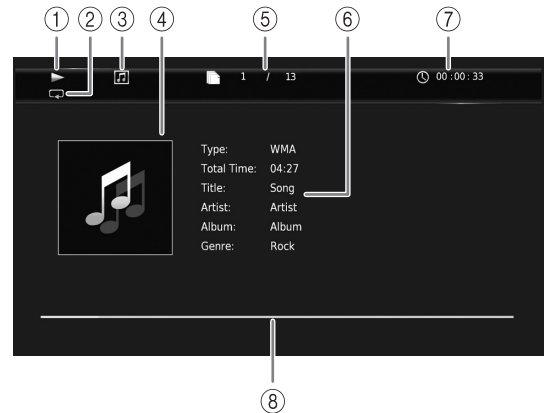 ① ② ③ ④ ⑤ ⑥ ⑦
1 / 13 00:00:33
Type: WMA
Total Time: 04:27
Title: Song
Artist: Artist
Album: Album
Genre: Rock
⑧